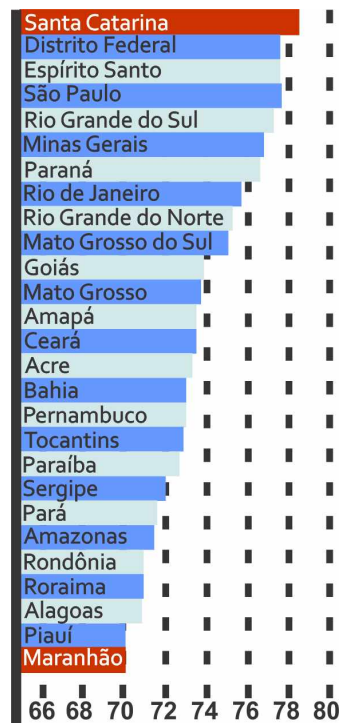 Santa Catarina
Distrito Federal
Espírito Santo
São Paulo
Rio Grande do Sul
Minas Gerais
Paraná
Rio de Janeiro
Rio Grande do Norte
Mato Grosso do Sul
Goiás
Mato Grosso
Amapá
Ceará
Acre
Bahia
Pernambuco
Tocantins
Paraíba
Sergipe
Pará
Amazonas
Rondônia
Roraima
Alagoas
Piauí
Maranhão
66 68 70 72 74 76 78 80